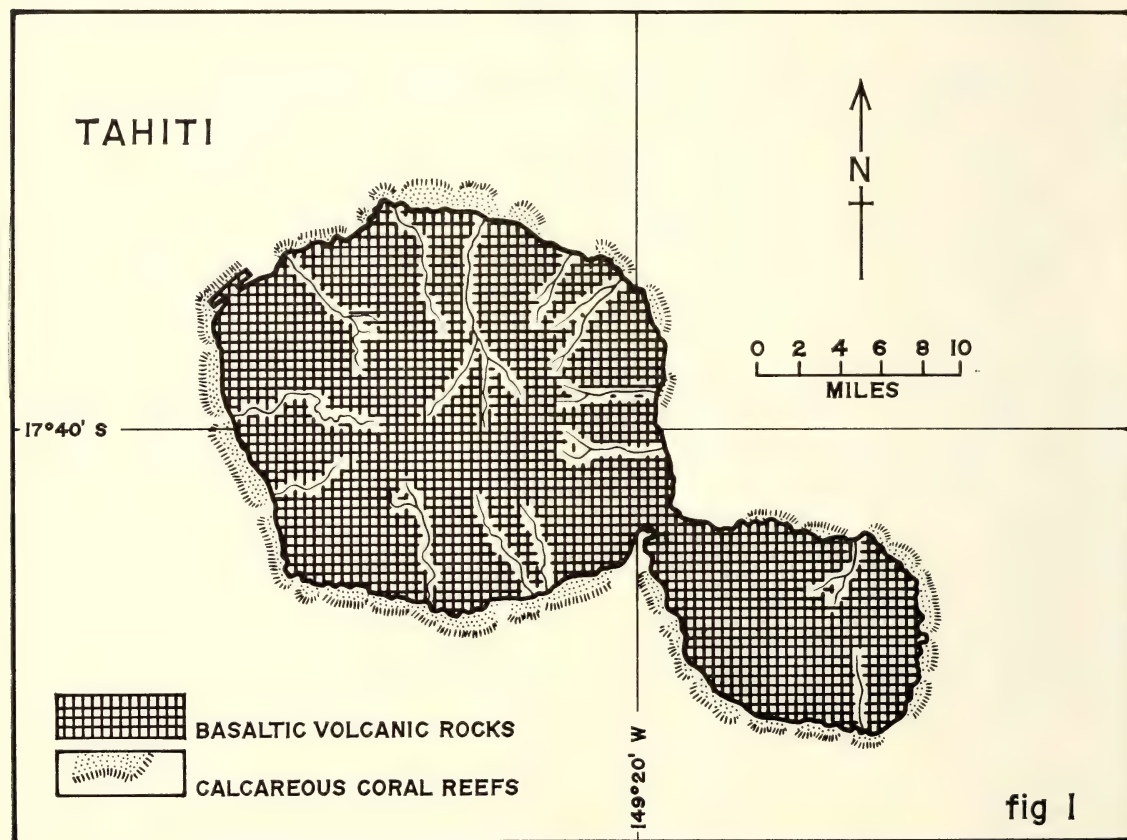 TAHITI
N
0 2 4 6 8 10
MILES
17°40' S
BASALTIC VOLCANIC ROCKS
CALCAREOUS CORAL REEFS
149°20' W
fig I